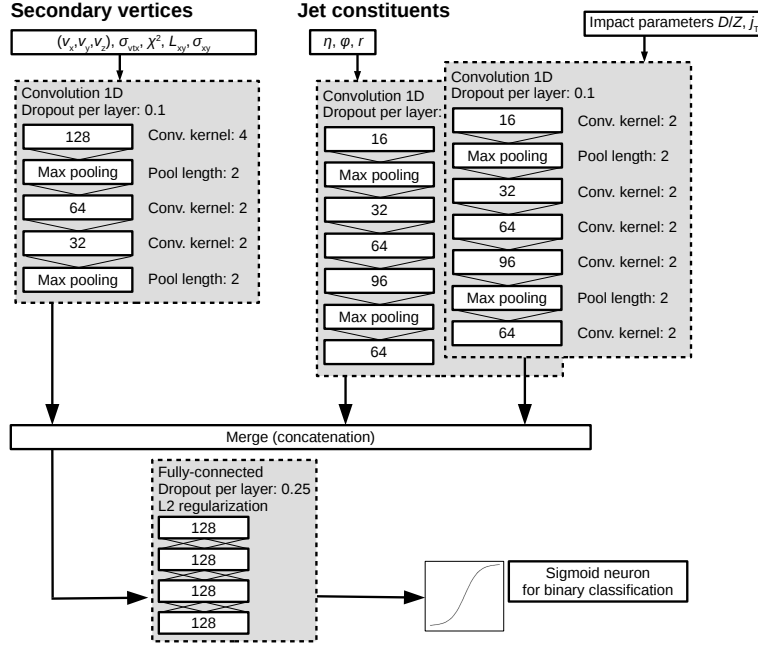 Secondary vertices
Jet constituents
(vx,vy,vz), σvtx, χ², Lxy, σxy
η, φ, r
Impact parameters D/Z, jT
Convolution 1D
Dropout per layer: 0.1
128
Conv. kernel: 4
Max pooling
Pool length: 2
64
Conv. kernel: 2
32
Conv. kernel: 2
Max pooling
Pool length: 2
Convolution 1D
Dropout per layer:
16
Max pooling
32
64
96
Max pooling
64
Convolution 1D
Dropout per layer: 0.1
16
Conv. kernel: 2
Max pooling
Pool length: 2
32
Conv. kernel: 2
64
Conv. kernel: 2
96
Conv. kernel: 2
Max pooling
Pool length: 2
64
Conv. kernel: 2
Merge (concatenation)
Fully-connected
Dropout per layer: 0.25
L2 regularization
128
128
128
128
Sigmoid neuron
for binary classification